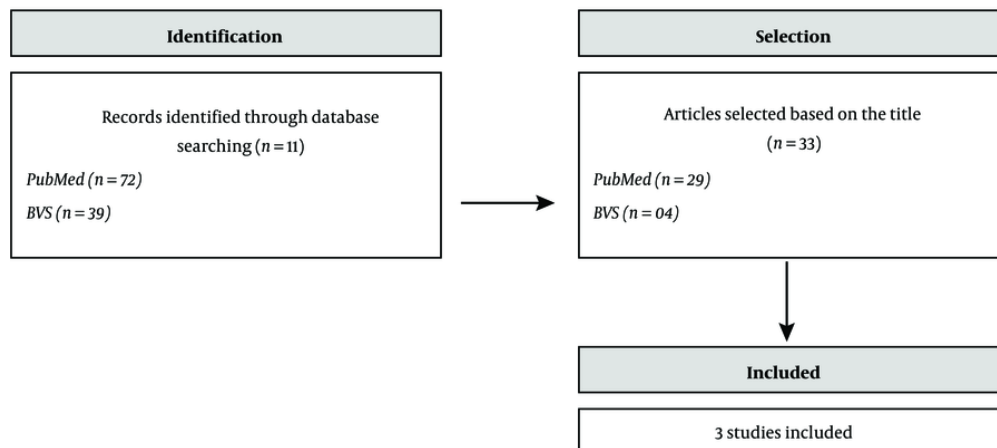 Identification
Records identified through database
searching (n = 11)
PubMed (n = 72)
BVS (n = 39)
Selection
Articles selected based on the title
(n = 33)
PubMed (n = 29)
BVS (n = 04)
Included
3 studies included